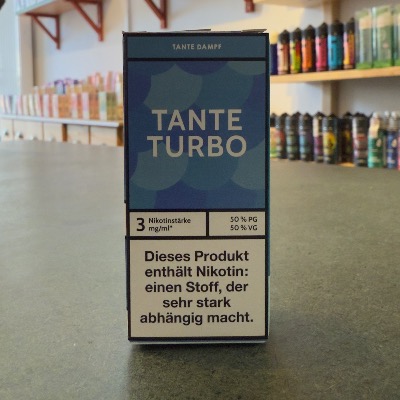 TANTE DAMPF
TANTE
TURBO
3 Nikotinstärke
mg/ml*
50 % PG
50 % VG
Dieses Produkt
enthält Nikotin:
einen Stoff, der
sehr stark
abhängig macht.